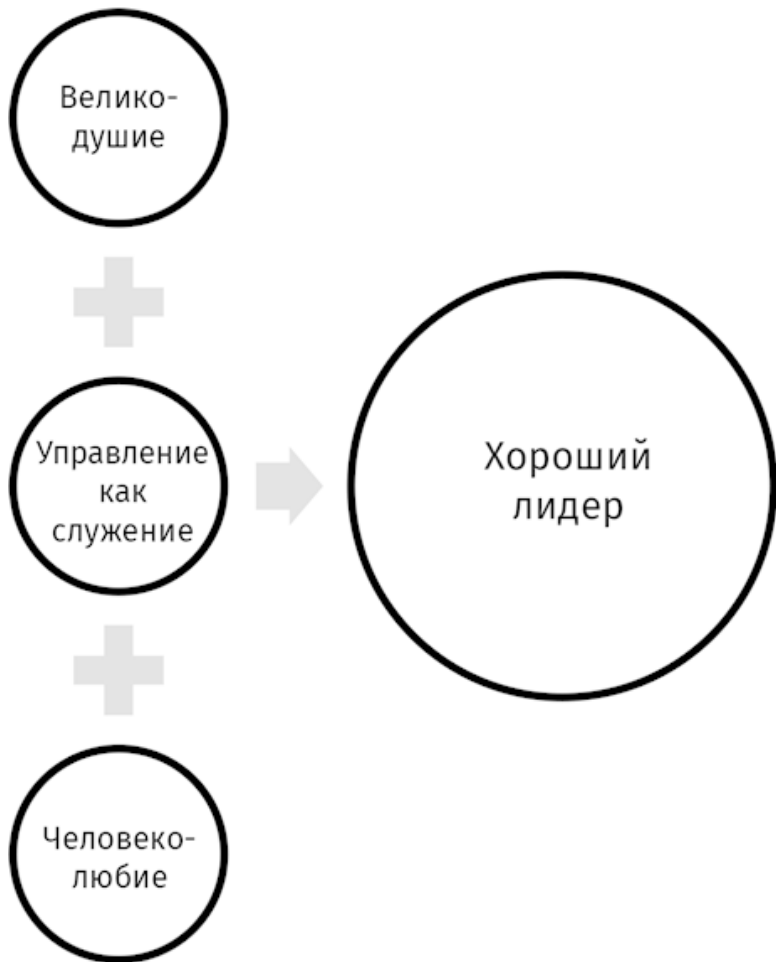 Велико-
душие
Управление
как
служение
Хороший
лидер
Человеко-
любие